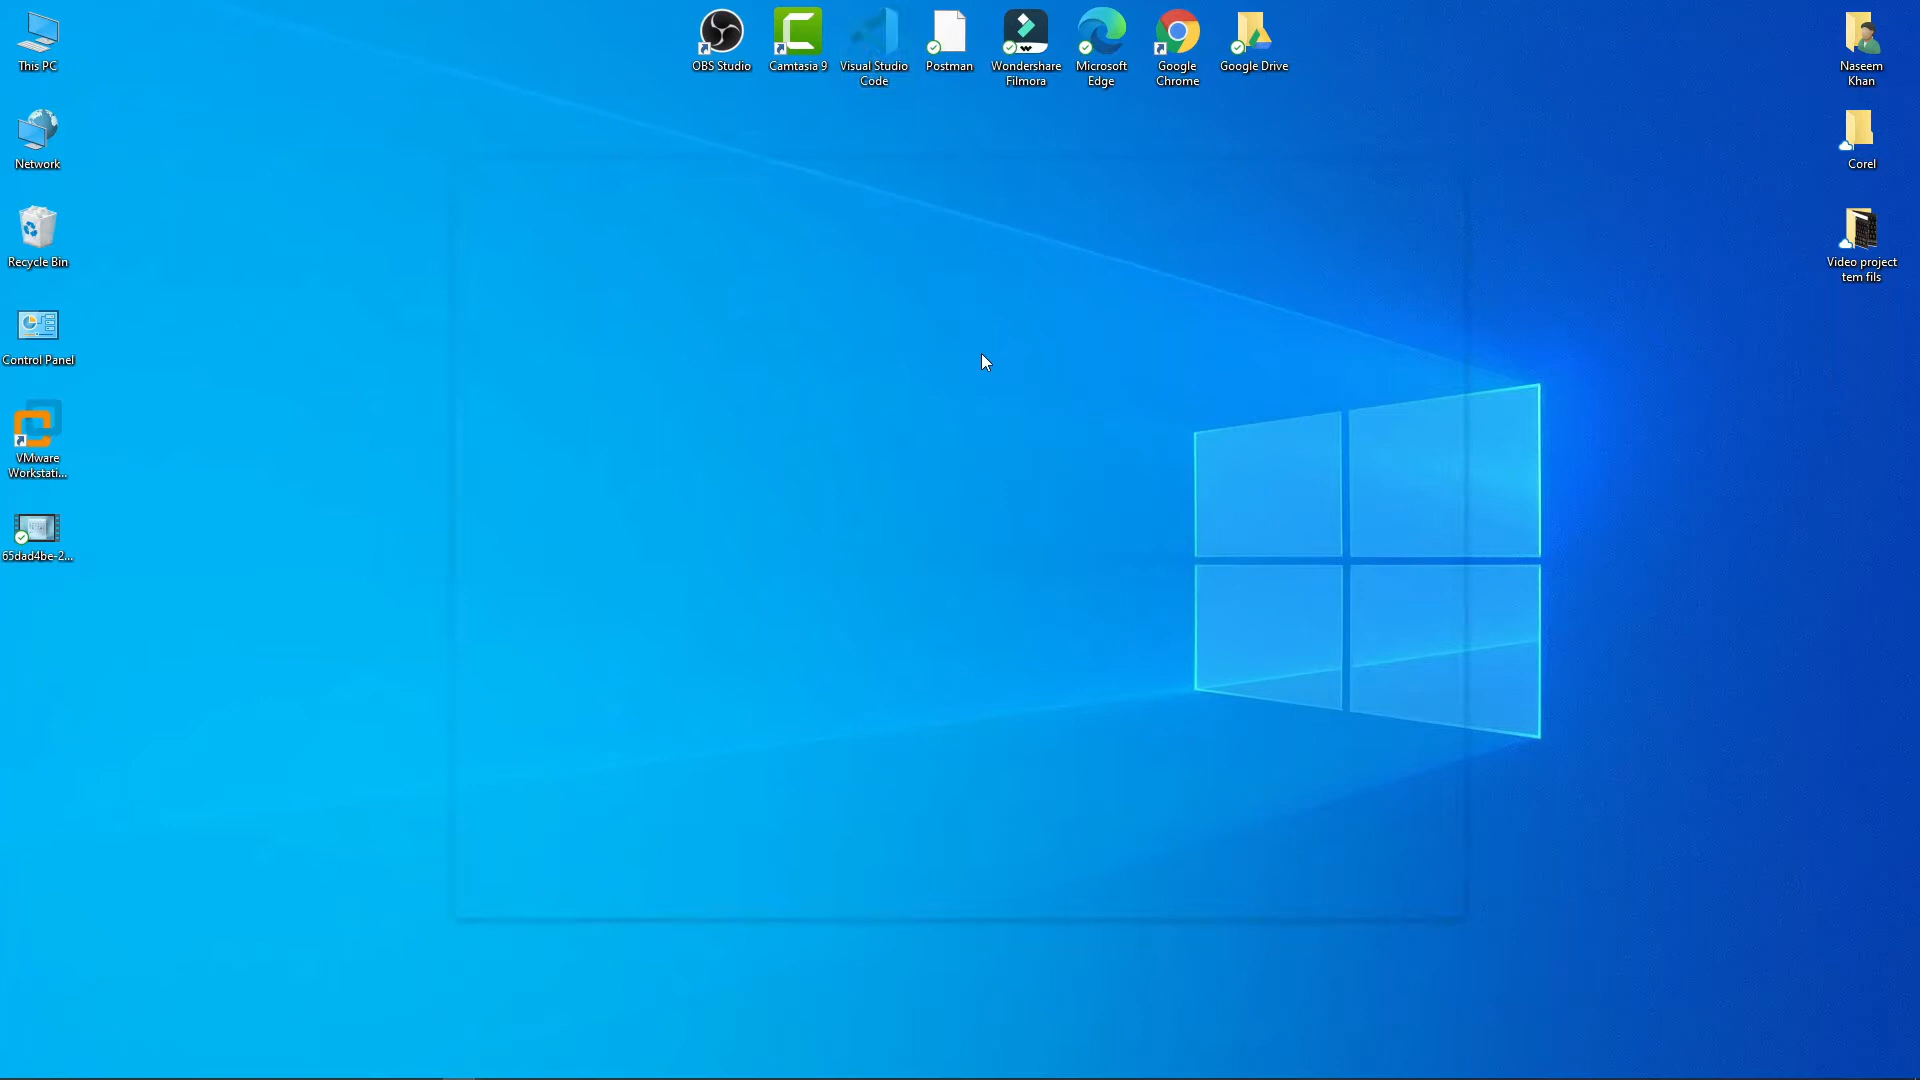 This PC
Network
Recycle Bin
Control Panel
VMware
Workstati...
65dad4be-2...
OBS Studio
Camtasia 9
Visual Studio
Code
Postman
Wondershare
Filmora
Microsoft
Edge
Google
Chrome
Google Drive
Naseem
Khan
Corel
Video project
tem fils